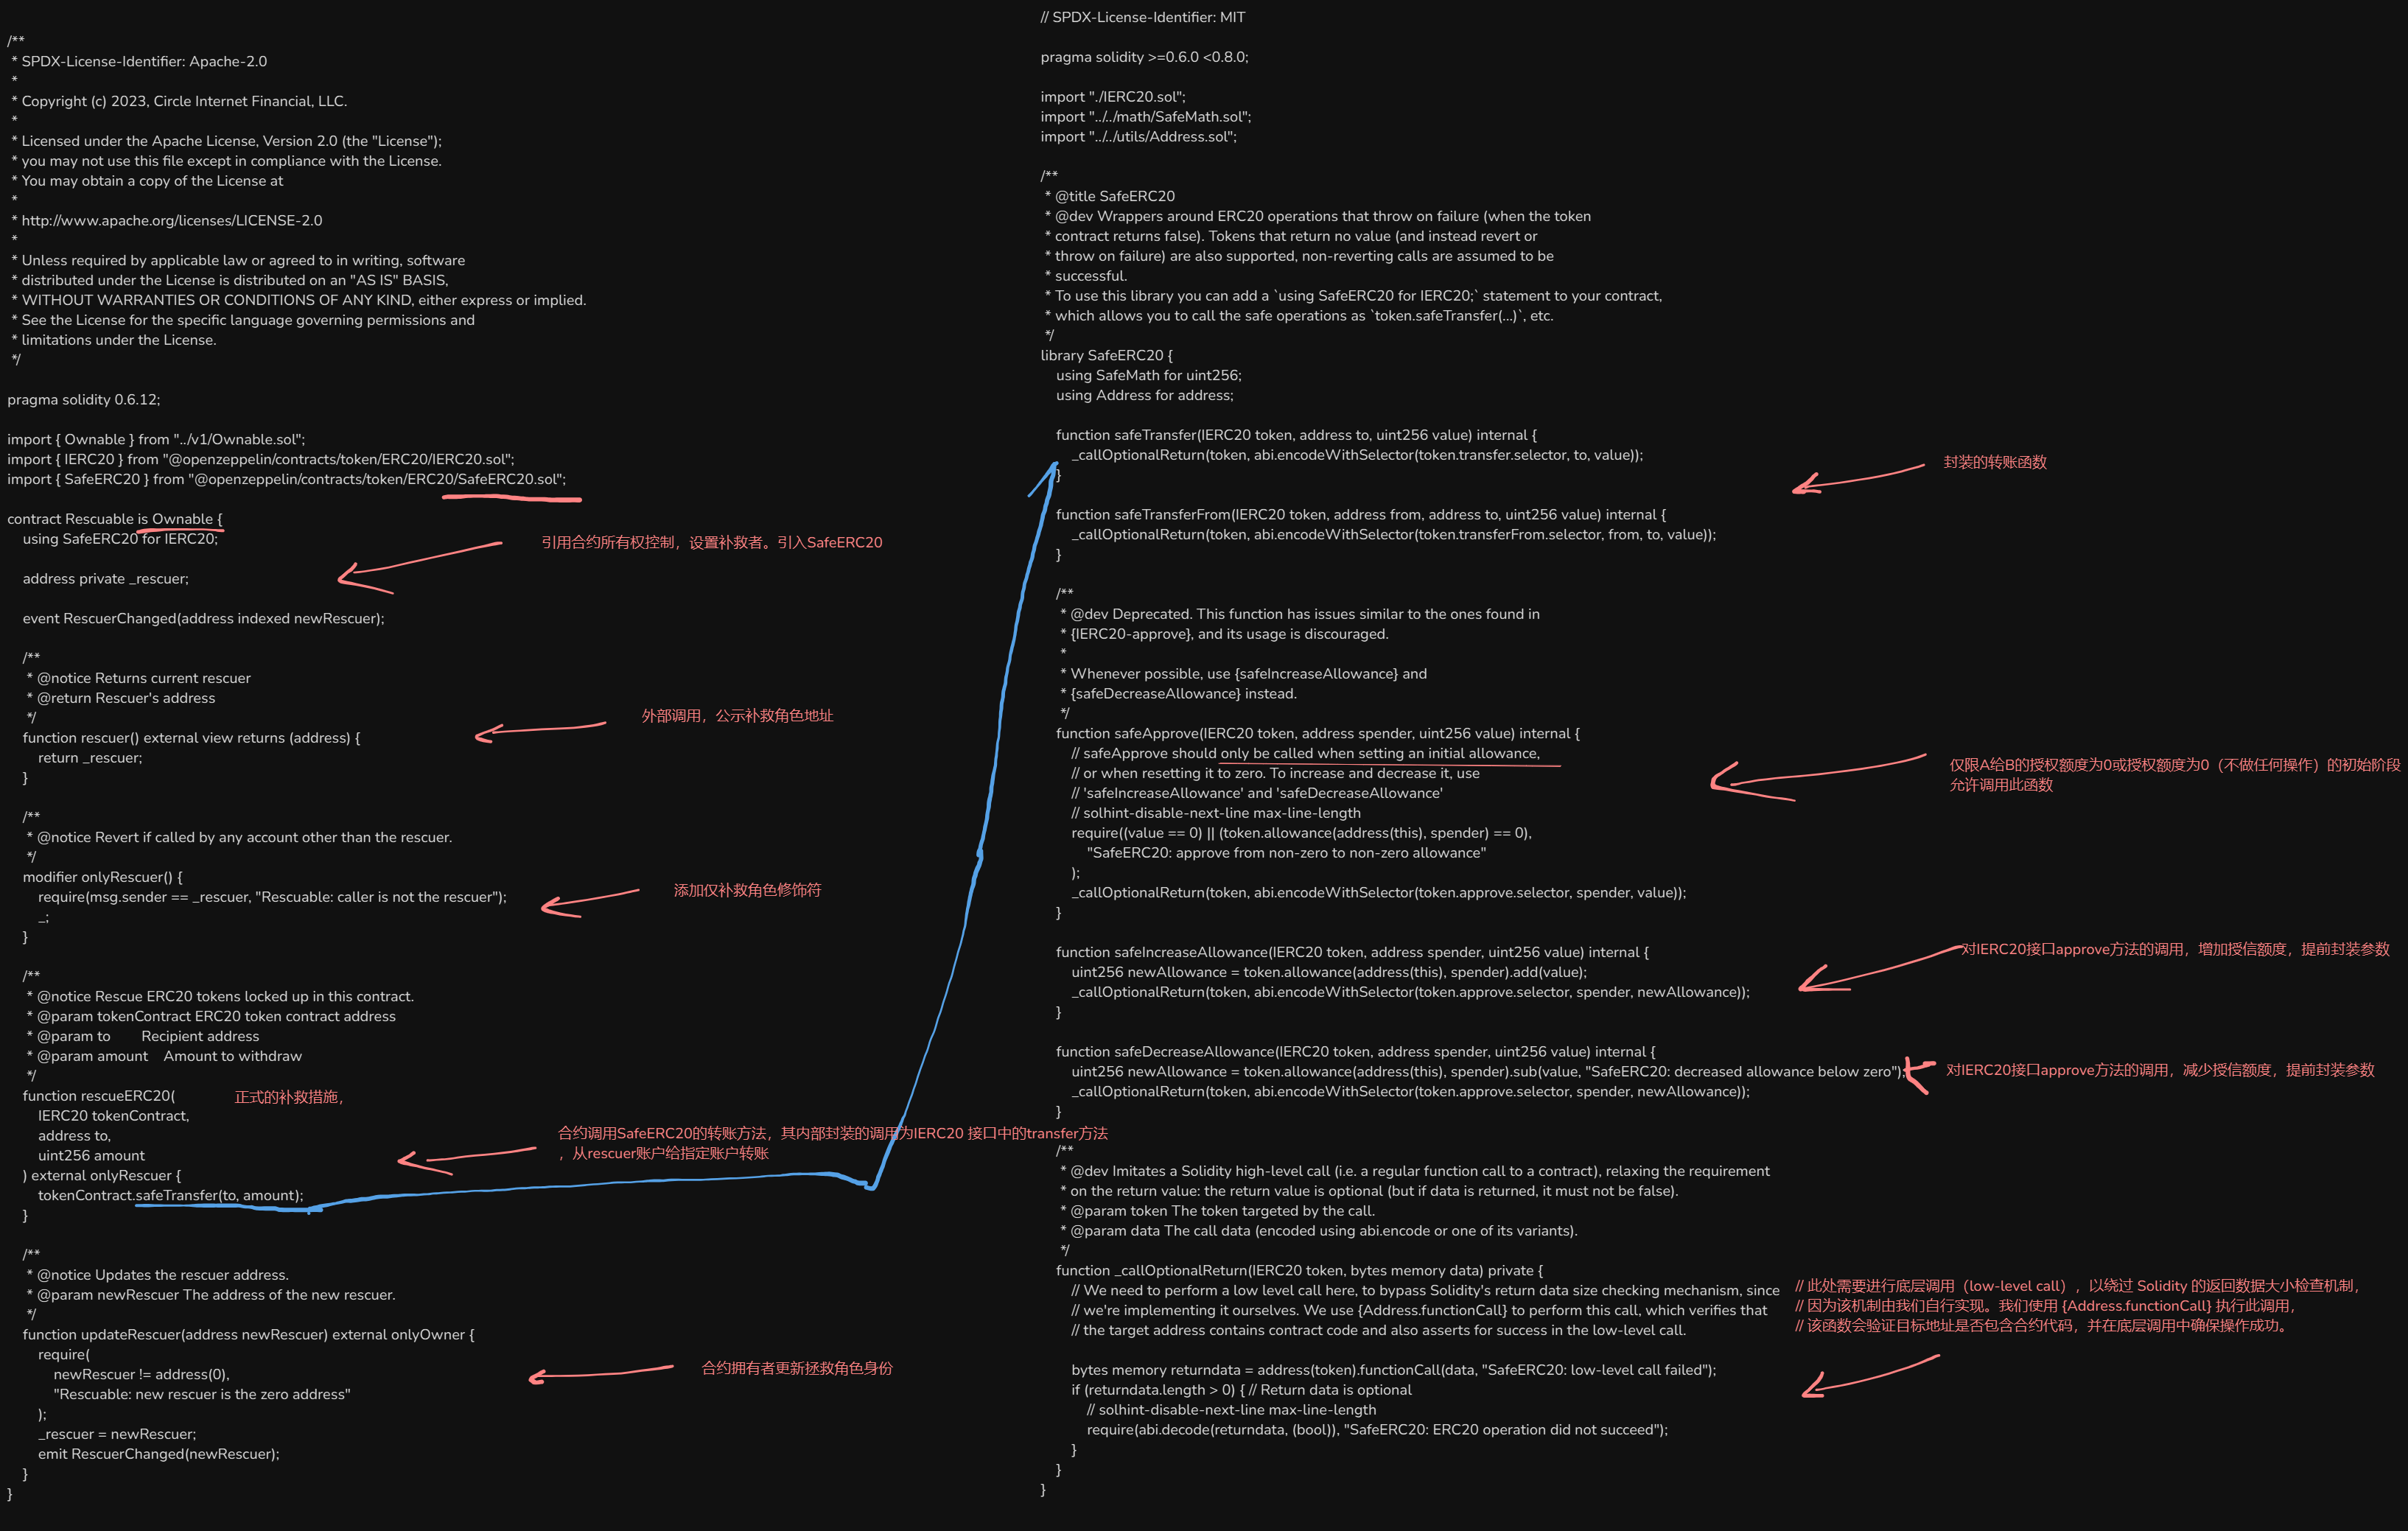 /**
 * SPDX-License-Identifier: Apache-2.0
 *
 * Copyright (c) 2023, Circle Internet Financial, LLC.
 *
 * Licensed under the Apache License, Version 2.0 (the "License");
 * you may not use this file except in compliance with the License.
 * You may obtain a copy of the License at
 *
 * http://www.apache.org/licenses/LICENSE-2.0
 *
 * Unless required by applicable law or agreed to in writing, software
 * distributed under the License is distributed on an "AS IS" BASIS,
 * WITHOUT WARRANTIES OR CONDITIONS OF ANY KIND, either express or implied.
 * See the License for the specific language governing permissions and
 * limitations under the License.
 */

pragma solidity 0.6.12;

import { Ownable } from "../v1/Ownable.sol";
import { IERC20 } from "@openzeppelin/contracts/token/ERC20/IERC20.sol";
import { SafeERC20 } from "@openzeppelin/contracts/token/ERC20/SafeERC20.sol";

contract Rescuable is Ownable {
    using SafeERC20 for IERC20;
引用合约所有权控制，设置补救者。引入SafeERC20

    address private _rescuer;

    event RescuerChanged(address indexed newRescuer);

    /**
     * @notice Returns current rescuer
     * @return Rescuer's address
     */
外部调用，公示补救角色地址
    function rescuer() external view returns (address) {
        return _rescuer;
    }

    /**
     * @notice Revert if called by any account other than the rescuer.
     */
    modifier onlyRescuer() {
添加仅补救角色修饰符
        require(msg.sender == _rescuer, "Rescuable: caller is not the rescuer");
        _;
    }

    /**
     * @notice Rescue ERC20 tokens locked up in this contract.
     * @param tokenContract ERC20 token contract address
     * @param to        Recipient address
     * @param amount    Amount to withdraw
     */
    function rescueERC20(
正式的补救措施，
        IERC20 tokenContract,
        address to,
        uint256 amount
合约调用SafeERC20的转账方法，其内部封装的调用为IERC20 接口中的transfer方法
，从rescuer账户给指定账户转账
    ) external onlyRescuer {
        tokenContract.safeTransfer(to, amount);
    }

    /**
     * @notice Updates the rescuer address.
     * @param newRescuer The address of the new rescuer.
     */
    function updateRescuer(address newRescuer) external onlyOwner {
        require(
            newRescuer != address(0),
合约拥有者更新拯救角色身份
            "Rescuable: new rescuer is the zero address"
        );
        _rescuer = newRescuer;
        emit RescuerChanged(newRescuer);
    }
}
// SPDX-License-Identifier: MIT

pragma solidity >=0.6.0 <0.8.0;

import "./IERC20.sol";
import "../../math/SafeMath.sol";
import "../../utils/Address.sol";

/**
 * @title SafeERC20
 * @dev Wrappers around ERC20 operations that throw on failure (when the token
 * contract returns false). Tokens that return no value (and instead revert or
 * throw on failure) are also supported, non-reverting calls are assumed to be
 * successful.
 * To use this library you can add a `using SafeERC20 for IERC20;` statement to your contract,
 * which allows you to call the safe operations as `token.safeTransfer(...)`, etc.
 */
library SafeERC20 {
    using SafeMath for uint256;
    using Address for address;

    function safeTransfer(IERC20 token, address to, uint256 value) internal {
        _callOptionalReturn(token, abi.encodeWithSelector(token.transfer.selector, to, value));
封装的转账函数
    }

    function safeTransferFrom(IERC20 token, address from, address to, uint256 value) internal {
        _callOptionalReturn(token, abi.encodeWithSelector(token.transferFrom.selector, from, to, value));
    }

    /**
     * @dev Deprecated. This function has issues similar to the ones found in
     * {IERC20-approve}, and its usage is discouraged.
     *
     * Whenever possible, use {safeIncreaseAllowance} and
     * {safeDecreaseAllowance} instead.
     */
    function safeApprove(IERC20 token, address spender, uint256 value) internal {
        // safeApprove should only be called when setting an initial allowance,
        // or when resetting it to zero. To increase and decrease it, use
        // 'safeIncreaseAllowance' and 'safeDecreaseAllowance'
仅限A给B的授权额度为0或授权额度为0（不做任何操作）的初始阶段
允许调用此函数
        // solhint-disable-next-line max-line-length
        require((value == 0) || (token.allowance(address(this), spender) == 0),
            "SafeERC20: approve from non-zero to non-zero allowance"
        );
        _callOptionalReturn(token, abi.encodeWithSelector(token.approve.selector, spender, value));
    }

    function safeIncreaseAllowance(IERC20 token, address spender, uint256 value) internal {
对IERC20接口approve方法的调用，增加授信额度，提前封装参数
        uint256 newAllowance = token.allowance(address(this), spender).add(value);
        _callOptionalReturn(token, abi.encodeWithSelector(token.approve.selector, spender, newAllowance));
    }

    function safeDecreaseAllowance(IERC20 token, address spender, uint256 value) internal {
        uint256 newAllowance = token.allowance(address(this), spender).sub(value, "SafeERC20: decreased allowance below zero");
对IERC20接口approve方法的调用，减少授信额度，提前封装参数
        _callOptionalReturn(token, abi.encodeWithSelector(token.approve.selector, spender, newAllowance));
    }

    /**
     * @dev Imitates a Solidity high-level call (i.e. a regular function call to a contract), relaxing the requirement
     * on the return value: the return value is optional (but if data is returned, it must not be false).
     * @param token The token targeted by the call.
     * @param data The call data (encoded using abi.encode or one of its variants).
     */
    function _callOptionalReturn(IERC20 token, bytes memory data) private {
        // We need to perform a low level call here, to bypass Solidity's return data size checking mechanism, since
        // we're implementing it ourselves. We use {Address.functionCall} to perform this call, which verifies that
        // the target address contains contract code and also asserts for success in the low-level call.
// 此处需要进行底层调用（low-level call），以绕过 Solidity 的返回数据大小检查机制，
// 因为该机制由我们自行实现。我们使用 {Address.functionCall} 执行此调用，
// 该函数会验证目标地址是否包含合约代码，并在底层调用中确保操作成功。

        bytes memory returndata = address(token).functionCall(data, "SafeERC20: low-level call failed");
        if (returndata.length > 0) { // Return data is optional
            // solhint-disable-next-line max-line-length
            require(abi.decode(returndata, (bool)), "SafeERC20: ERC20 operation did not succeed");
        }
    }
}